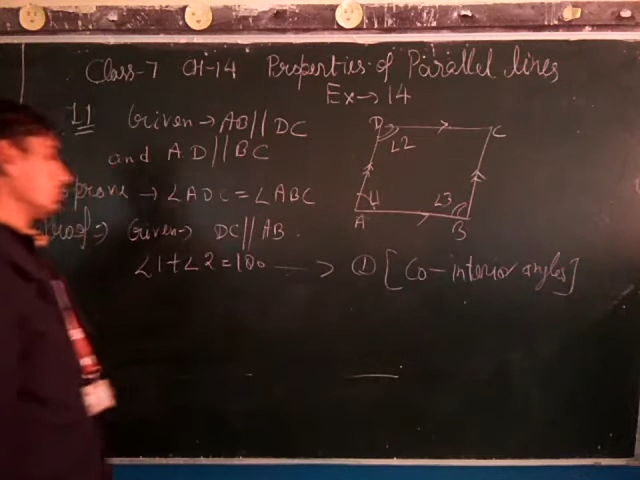 Class-7 CH-14 Properties of Parallel lines
Ex→14
11 Given → AB||DC
and AD||BC
prove → ∠ADC = ∠ABC
Proof ⇒ Given → DC||AB.
∠1+∠2=180 → ① [Co-interior angles]
D C
∠2
∠1 ∠3
A B